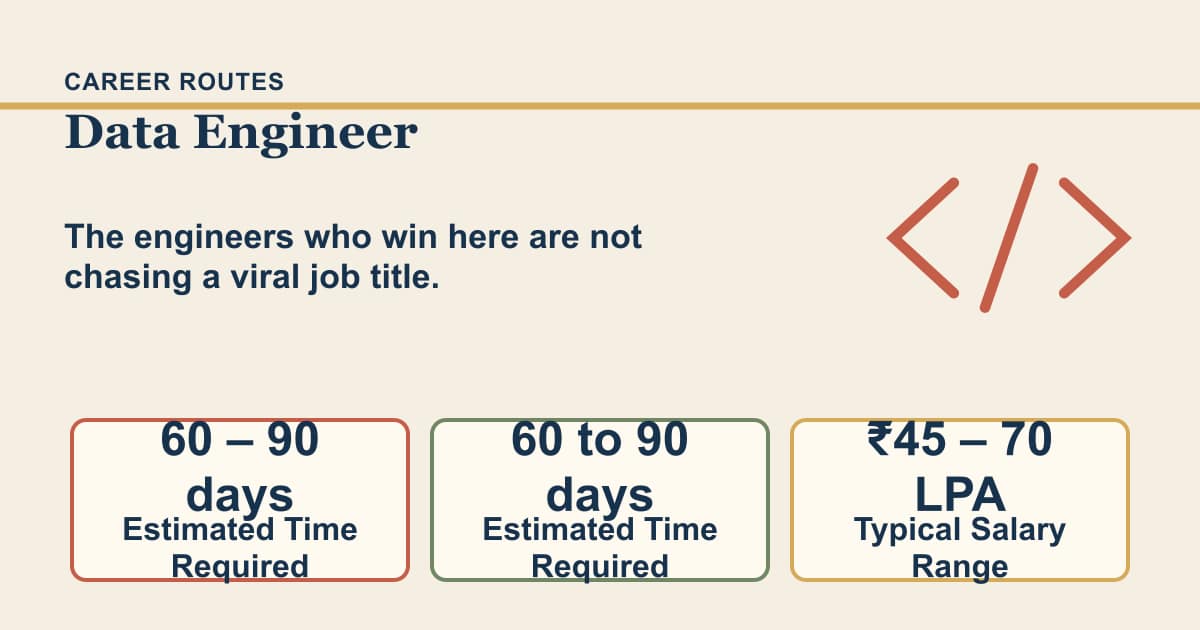 CAREER ROUTES
Data Engineer
The engineers who win here are not
chasing a viral job title.
60 – 90
days
Estimated Time
Required
60 to 90
days
Estimated Time
Required
₹45 – 70
LPA
Typical Salary
Range